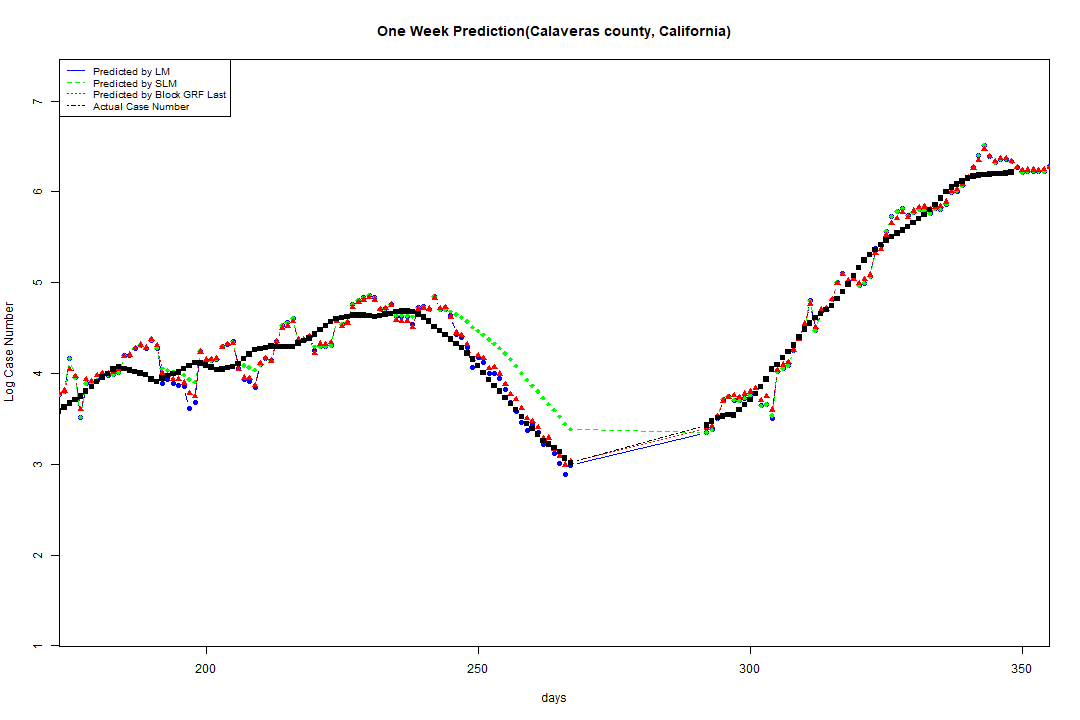 One Week Prediction(Calaveras county, California)
Predicted by LM
Predicted by SLM
Predicted by Block GRF Last
Actual Case Number
7
6
5
4
3
2
1
Log Case Number
200 250 300 350
days